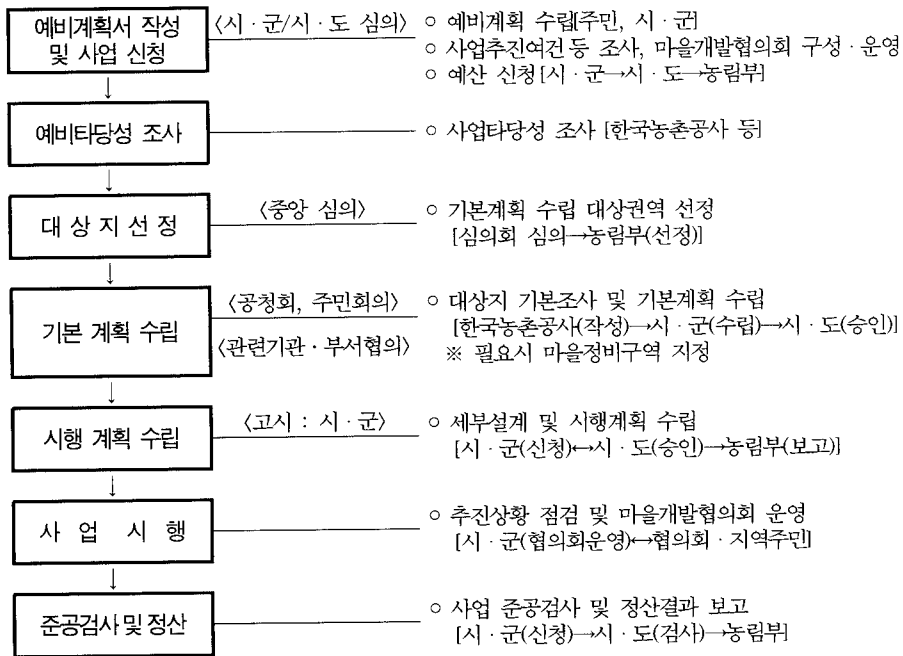 예비계획서 작성
및 사업 신청
〈시·군/시·도 심의〉
○ 예비계획 수립[주민, 시·군]
○ 사업추진여건 등 조사, 마을개발협의회 구성·운영
○ 예산 신청[시·군→시·도→농림부]
예비타당성 조사
○ 사업타당성 조사 [한국농촌공사 등]
대 상 지 선 정
〈중앙 심의〉
○ 기본계획 수립 대상권역 선정
[심의회 심의→농림부(선정)]
기본 계획 수립
〈공청회, 주민회의〉
〈관련기관·부서협의〉
○ 대상지 기본조사 및 기본계획 수립
[한국농촌공사(작성)→시·군(수립)→시·도(승인)]
※ 필요시 마을정비구역 지정
시행 계획 수립
〈고시 : 시·군〉
○ 세부설계 및 시행계획 수립
[시·군(신청)↔시·도(승인)→농림부(보고)]
사 업 시 행
○ 추진상황 점검 및 마을개발협의회 운영
[시·군(협의회운영)↔협의회·지역주민]
준공검사 및 정산
○ 사업 준공검사 및 정산결과 보고
[시·군(신청)→시·도(검사)→농림부]